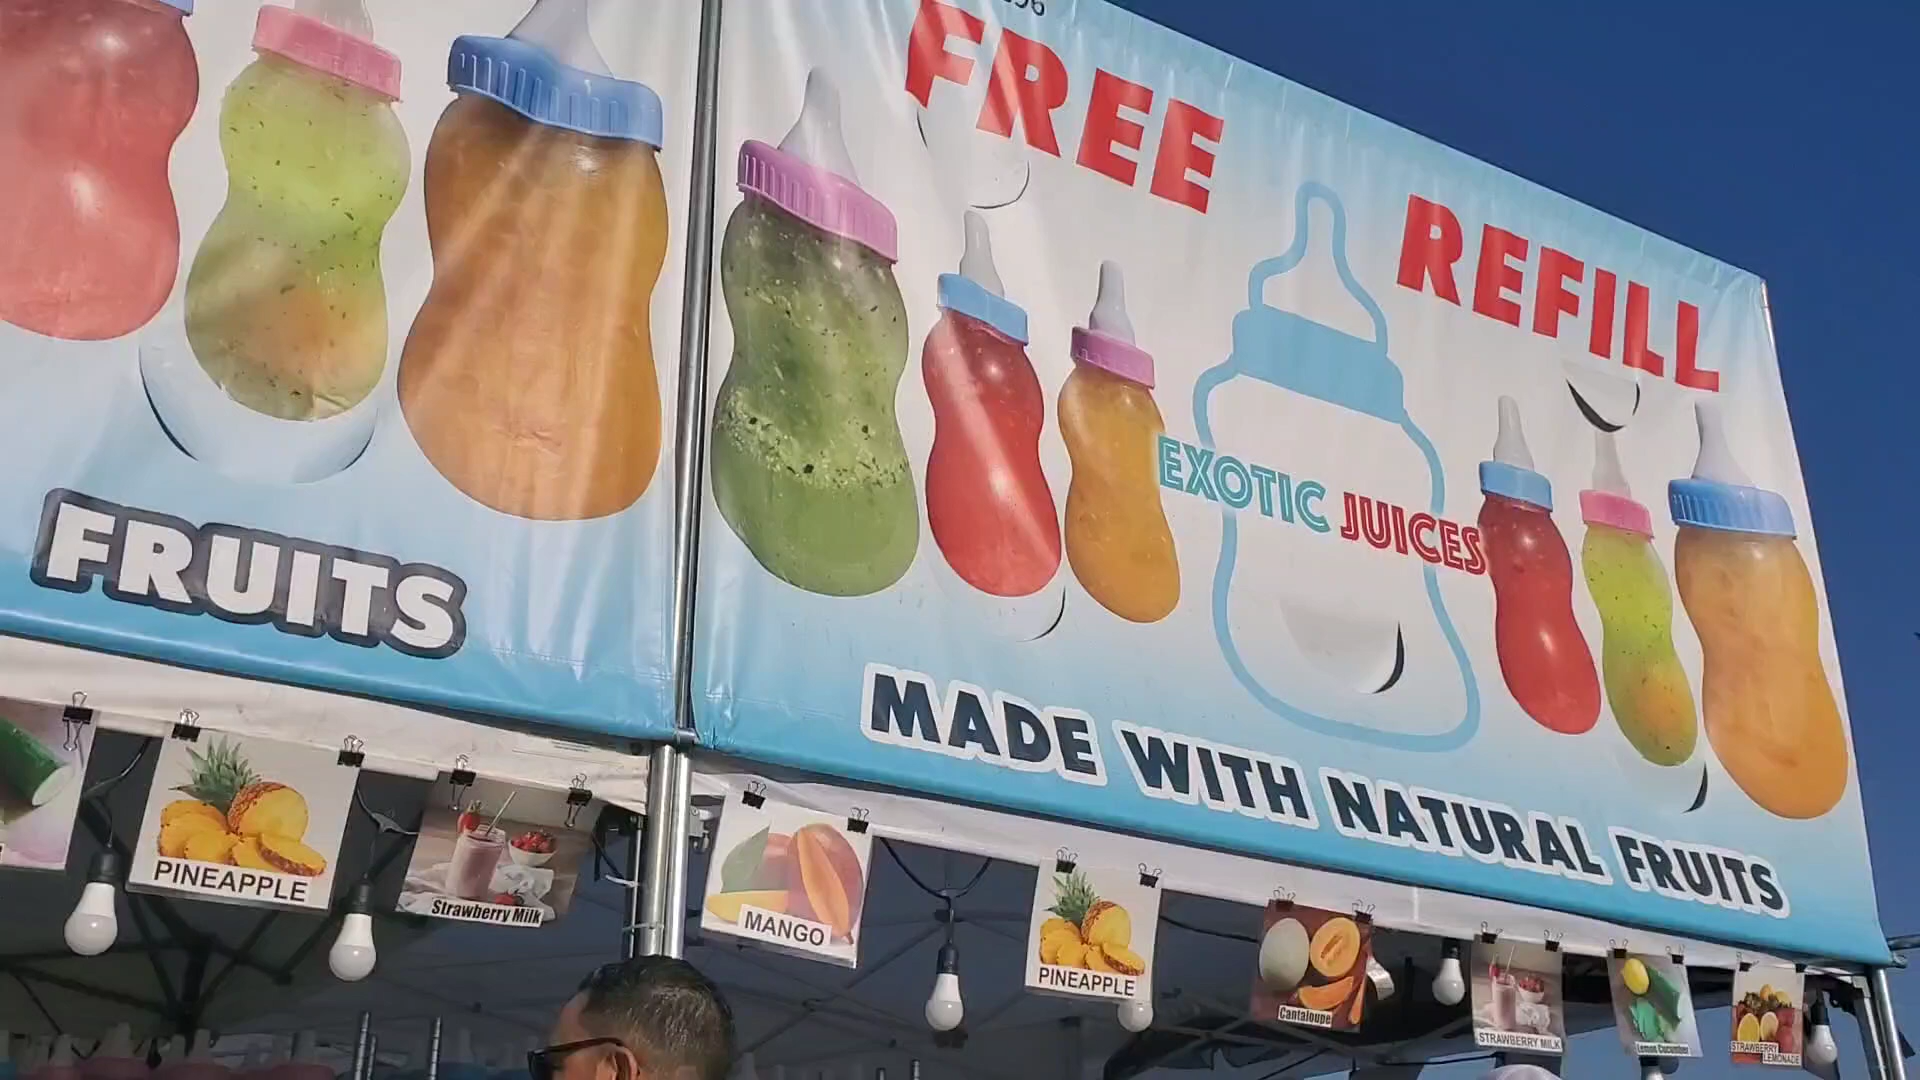 FREE REFILL
EXOTIC JUICES
FRUITS
MADE WITH NATURAL FRUITS
PINEAPPLE
Strawberry Milk
MANGO
PINEAPPLE
Cantaloupe
STRAWBERRY MILK
Lemon Cucumber
STRAWBERRY
LEMONADE